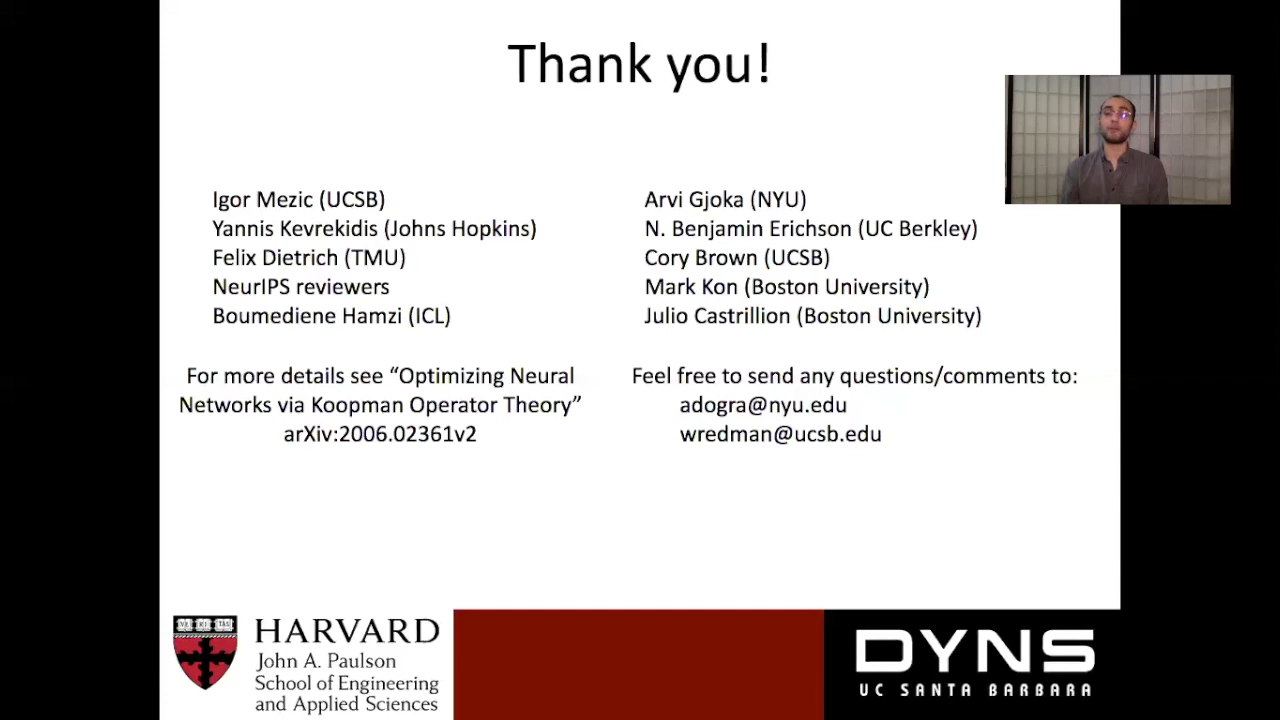 Thank you!
Igor Mezic (UCSB)
Yannis Kevrekidis (Johns Hopkins)
Felix Dietrich (TMU)
NeurIPS reviewers
Boumediene Hamzi (ICL)
Arvi Gjoka (NYU)
N. Benjamin Erichson (UC Berkley)
Cory Brown (UCSB)
Mark Kon (Boston University)
Julio Castrillion (Boston University)
For more details see “Optimizing Neural
Networks via Koopman Operator Theory”
arXiv:2006.02361v2
Feel free to send any questions/comments to:
adogra@nyu.edu
wredman@ucsb.edu
VE RI TAS
HARVARD
John A. Paulson
School of Engineering
and Applied Sciences
DYNS
UC SANTA BARBARA